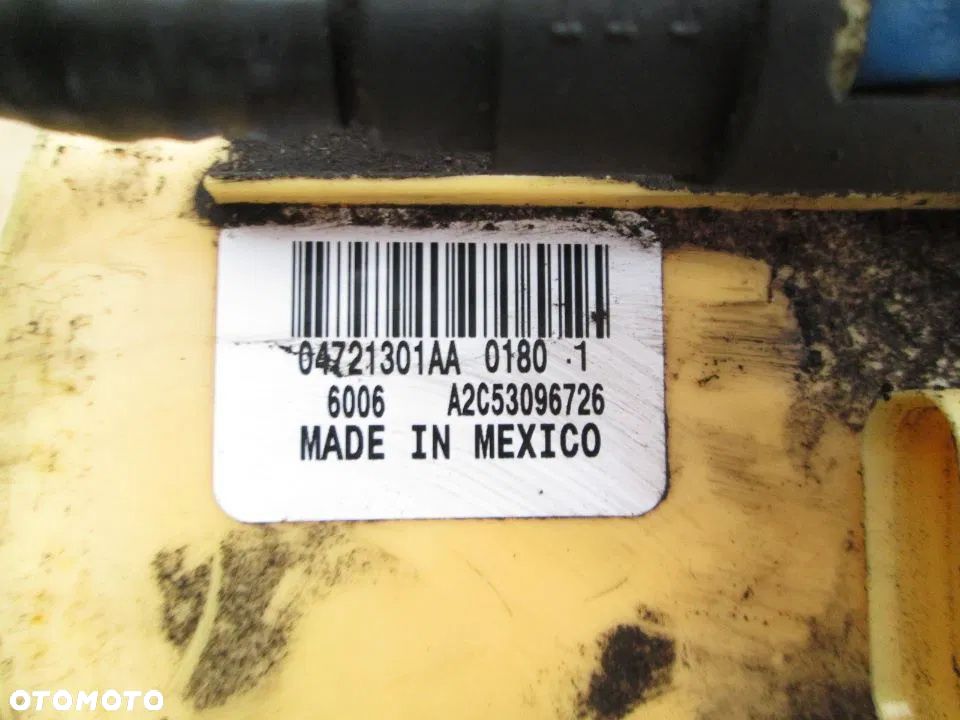 04721301AA 0180 1
6006 A2C53096726
MADE IN MEXICO
OTOMOTO